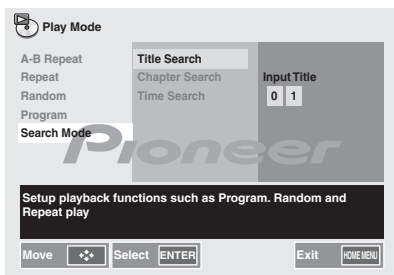 Play Mode
A-B Repeat
Repeat
Random
Program
Search Mode
Title Search
Chapter Search
Time Search
Input Title
0 1
Pioneer
Setup playback functions such as Program. Random and
Repeat play
Move
Select ENTER
Exit HOME MENU